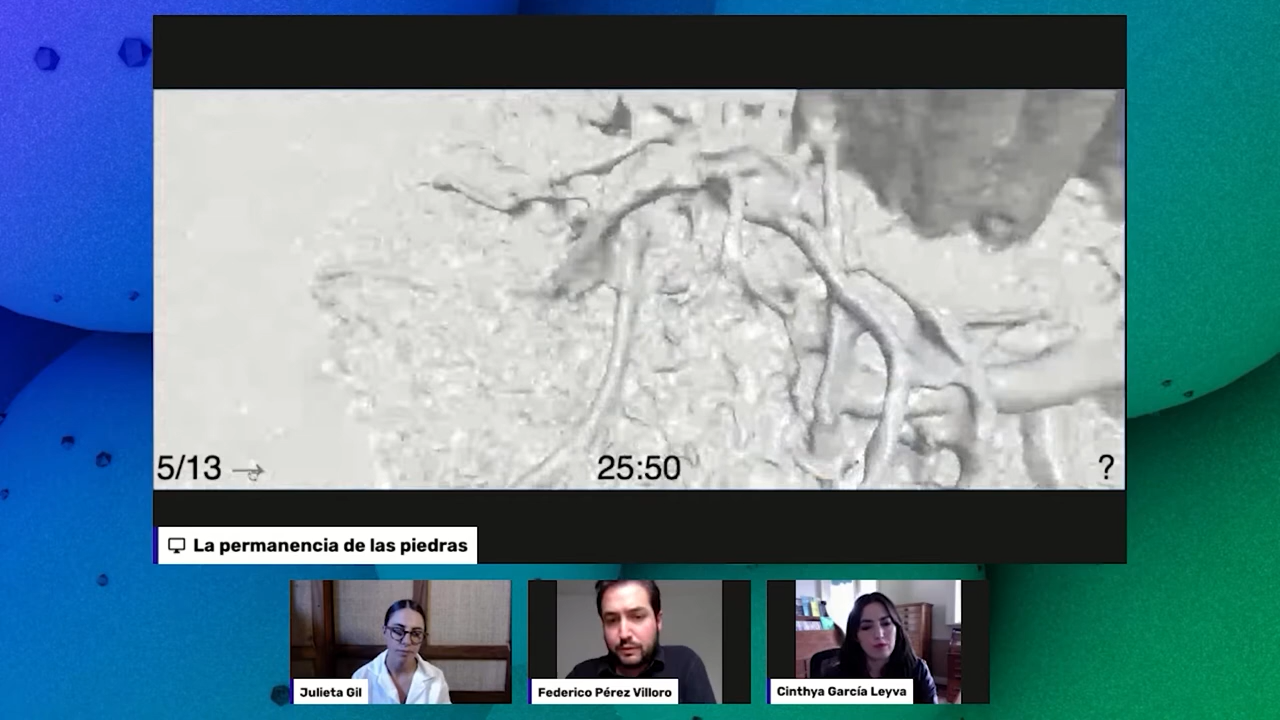 5/13 →
25:50
?
La permanencia de las piedras
Julieta Gil
Federico Pérez Villoro
Cinthya García Leyva